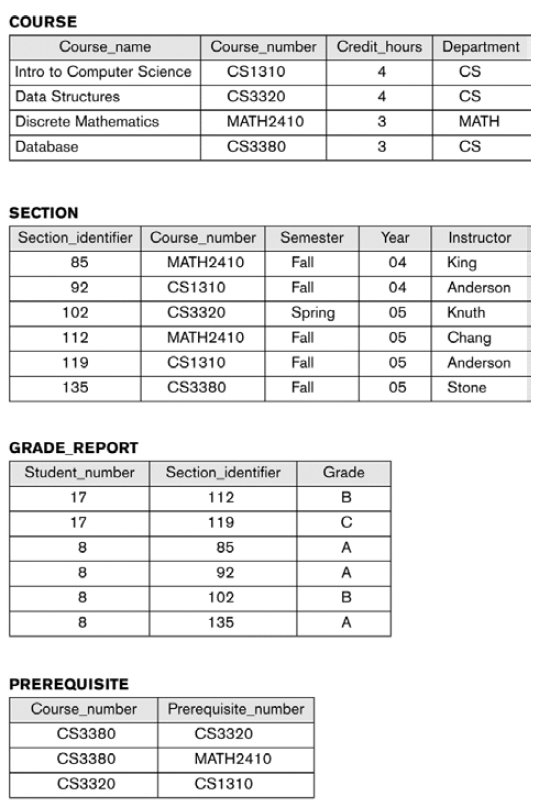 COURSE
Course_name Course_number Credit_hours Department
Intro to Computer Science CS1310 4 CS
Data Structures CS3320 4 CS
Discrete Mathematics MATH2410 3 MATH
Database CS3380 3 CS
SECTION
Section_identifier Course_number Semester Year Instructor
85 MATH2410 Fall 04 King
92 CS1310 Fall 04 Anderson
102 CS3320 Spring 05 Knuth
112 MATH2410 Fall 05 Chang
119 CS1310 Fall 05 Anderson
135 CS3380 Fall 05 Stone
GRADE_REPORT
Student_number Section_identifier Grade
17 112 B
17 119 C
8 85 A
8 92 A
8 102 B
8 135 A
PREREQUISITE
Course_number Prerequisite_number
CS3380 CS3320
CS3380 MATH2410
CS3320 CS1310